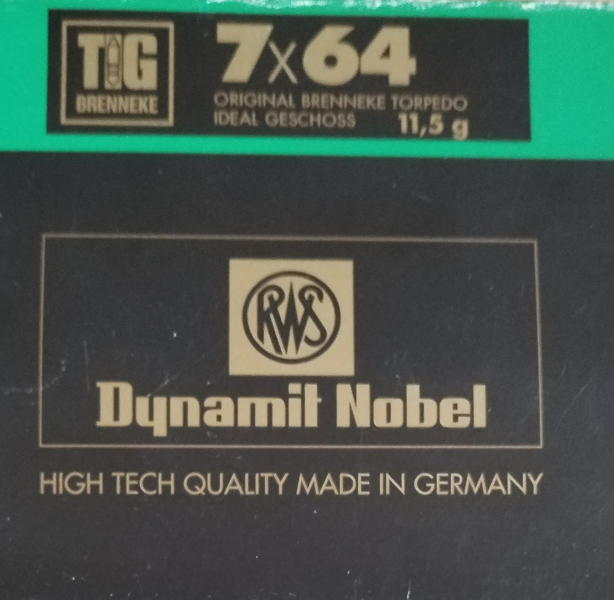 TIG
BRENNEKE
7x64
ORIGINAL BRENNEKE TORPEDO
IDEAL GESCHOSS 11,5 g
RWS
Dynamit Nobel
HIGH TECH QUALITY MADE IN GERMANY